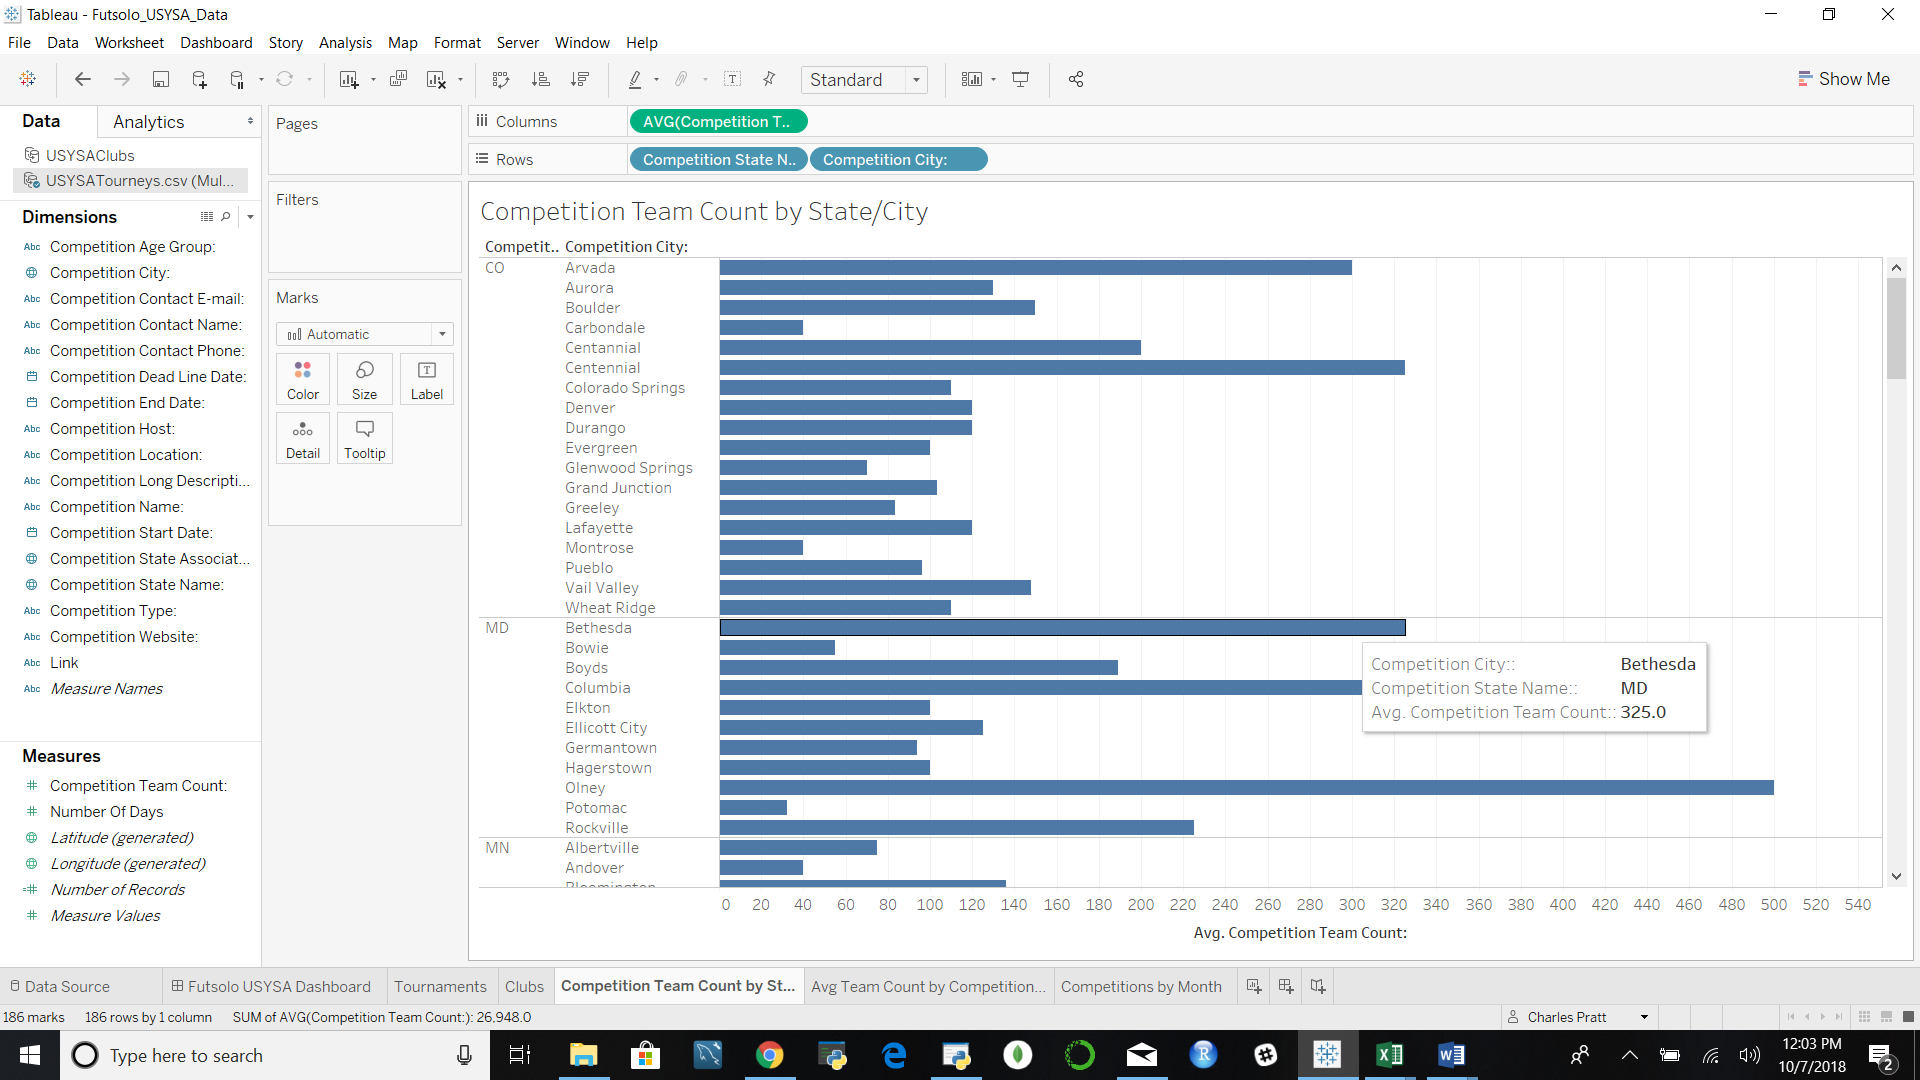 Tableau - Futsolo_USYSA_Data
File Data Worksheet Dashboard Story Analysis Map Format Server Window Help
Standard
Show Me
Data
Analytics
USYSAClubs
USYSATourneys.csv (Mul...
Dimensions
Competition Age Group:
Competition City:
Competition Contact E-mail:
Competition Contact Name:
Competition Contact Phone:
Competition Dead Line Date:
Competition End Date:
Competition Host:
Competition Location:
Competition Long Descripti...
Competition Name:
Competition Start Date:
Competition State Associat...
Competition State Name:
Competition Type:
Competition Website:
Link
Measure Names
Measures
Competition Team Count:
Number Of Days
Latitude (generated)
Longitude (generated)
Number of Records
Measure Values
Pages
Filters
Marks
Automatic
Color Size Label
Detail Tooltip
Columns AVG(Competition T..
Rows Competition State N.. Competition City:
Competition Team Count by State/City
Competit.. Competition City:
CO Arvada
Aurora
Boulder
Carbondale
Centannial
Centennial
Colorado Springs
Denver
Durango
Evergreen
Glenwood Springs
Grand Junction
Greeley
Lafayette
Montrose
Pueblo
Vail Valley
Wheat Ridge
MD Bethesda
Bowie
Boyds
Columbia
Elkton
Ellicott City
Germantown
Hagerstown
Olney
Potomac
Rockville
MN Albertville
Andover
Bloomington
Competition City:: Bethesda
Competition State Name:: MD
Avg. Competition Team Count:: 325.0
0 20 40 60 80 100 120 140 160 180 200 220 240 260 280 300 320 340 360 380 400 420 440 460 480 500 520 540
Avg. Competition Team Count:
Data Source Futsolo USYSA Dashboard Tournaments Clubs Competition Team Count by St... Avg Team Count by Competition... Competitions by Month
186 marks 186 rows by 1 column SUM of AVG(Competition Team Count:): 26,948.0
Charles Pratt
Type here to search
12:03 PM
10/7/2018
2